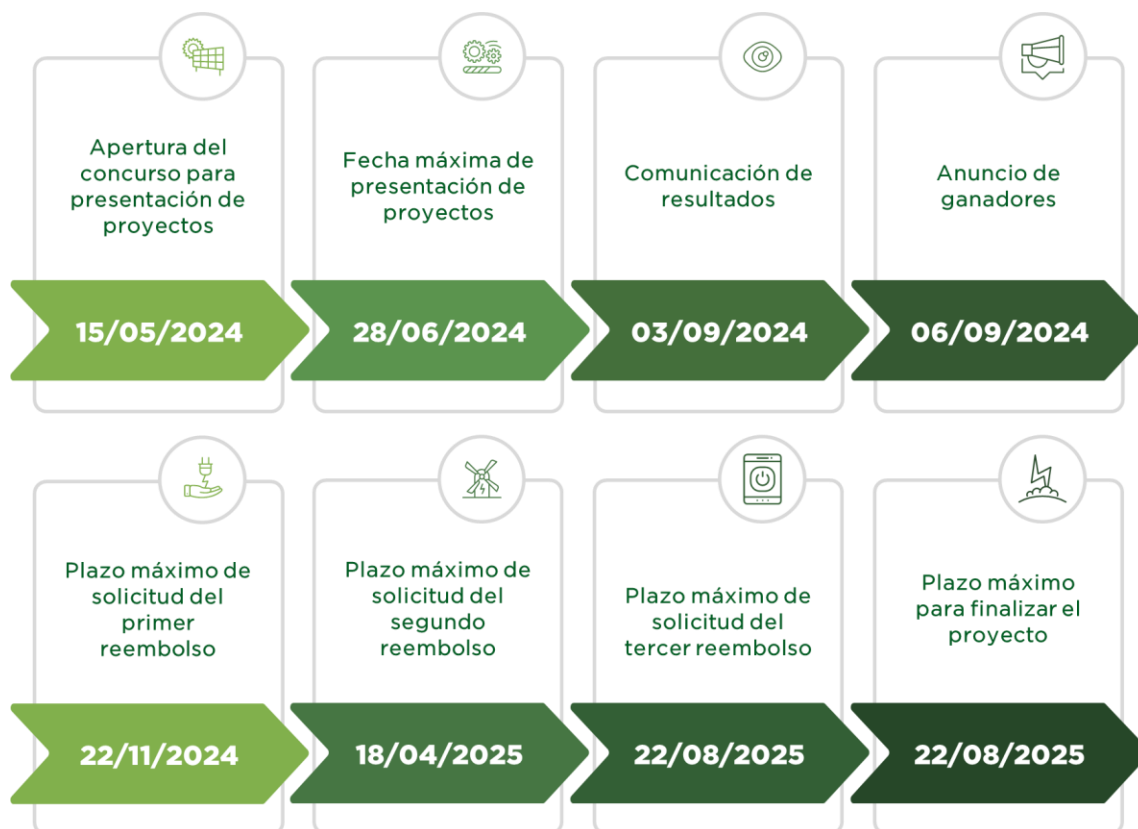 Apertura del
concurso para
presentación de
proyectos
15/05/2024
Fecha máxima de
presentación de
proyectos
28/06/2024
Comunicación de
resultados
03/09/2024
Anuncio de
ganadores
06/09/2024
Plazo máximo de
solicitud del
primer
reembolso
22/11/2024
Plazo máximo de
solicitud del
segundo
reembolso
18/04/2025
Plazo máximo de
solicitud del
tercer reembolso
22/08/2025
Plazo máximo
para finalizar el
proyecto
22/08/2025